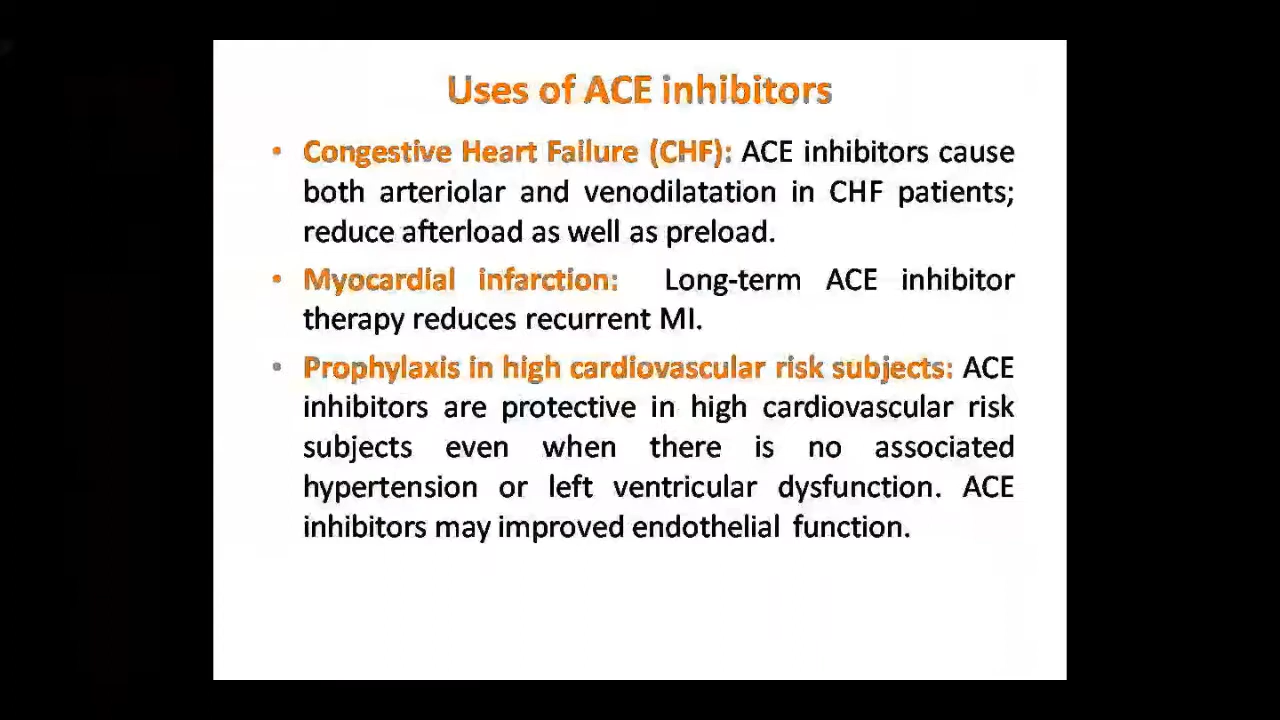 Uses of ACE inhibitors
• Congestive Heart Failure (CHF): ACE inhibitors cause
both arteriolar and venodilatation in CHF patients;
reduce afterload as well as preload.
• Myocardial infarction: Long-term ACE inhibitor
therapy reduces recurrent MI.
• Prophylaxis in high cardiovascular risk subjects: ACE
inhibitors are protective in high cardiovascular risk
subjects even when there is no associated
hypertension or left ventricular dysfunction. ACE
inhibitors may improved endothelial function.